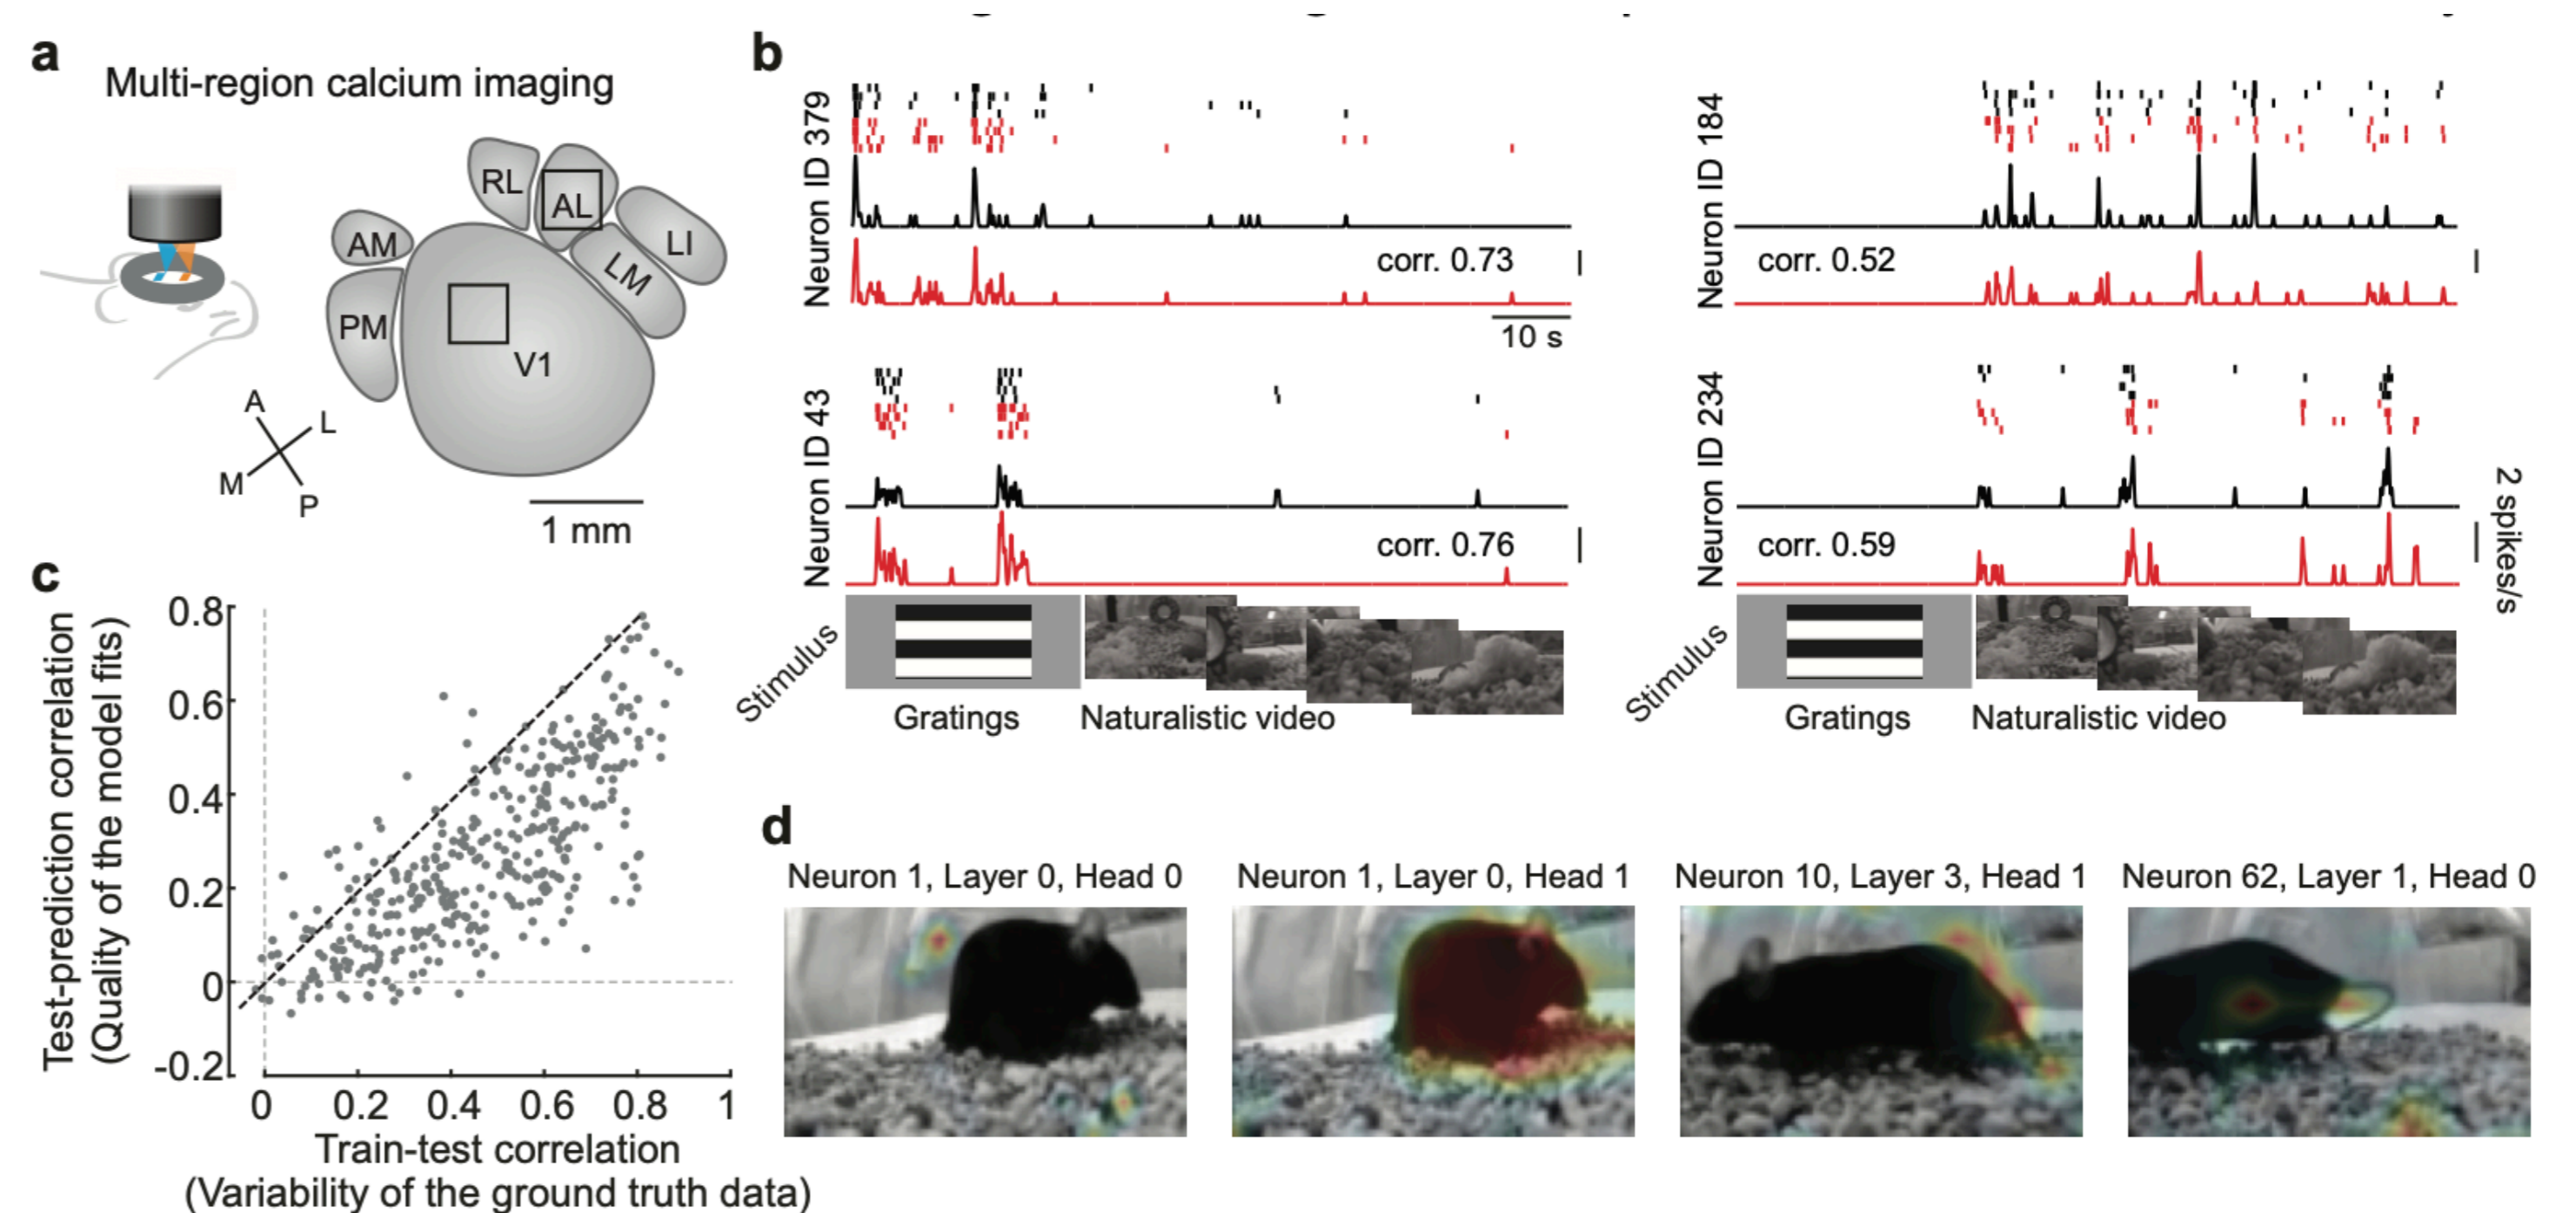 a
Multi-region calcium imaging
RL
AL
AM
LI
LM
PM
V1
A
L
M
P
1 mm
b
Neuron ID 379
corr. 0.73
10 s
Neuron ID 184
corr. 0.52
Neuron ID 43
corr. 0.76
Neuron ID 234
corr. 0.59
2 spikes/s
Stimulus
Gratings
Naturalistic video
Stimulus
Gratings
Naturalistic video
c
Test-prediction correlation
(Quality of the model fits)
0.8
0.6
0.4
0.2
0
-0.2
0
0.2
0.4
0.6
0.8
1
Train-test correlation
(Variability of the ground truth data)
d
Neuron 1, Layer 0, Head 0
Neuron 1, Layer 0, Head 1
Neuron 10, Layer 3, Head 1
Neuron 62, Layer 1, Head 0